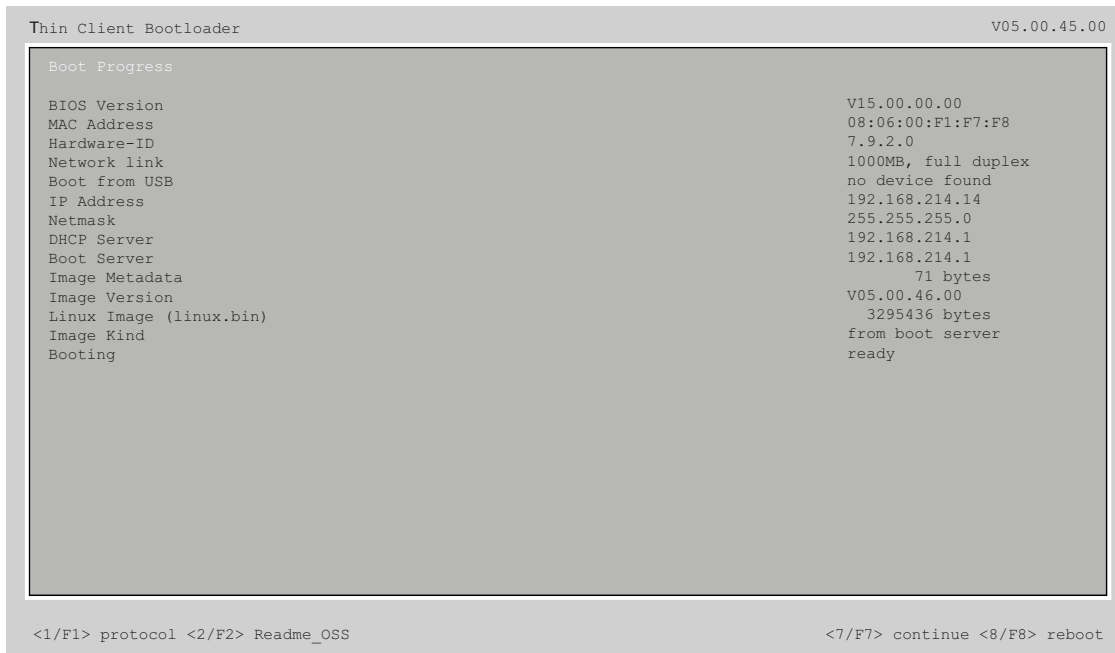 Thin Client Bootloader V05.00.45.00
Boot Progress
BIOS Version V15.00.00.00
MAC Address 08:06:00:F1:F7:F8
Hardware-ID 7.9.2.0
Network link 1000MB, full duplex
Boot from USB no device found
IP Address 192.168.214.14
Netmask 255.255.255.0
DHCP Server 192.168.214.1
Boot Server 192.168.214.1
Image Metadata 71 bytes
Image Version V05.00.46.00
Linux Image (linux.bin) 3295436 bytes
Image Kind from boot server
Booting ready
<1/F1> protocol <2/F2> Readme_OSS <7/F7> continue <8/F8> reboot